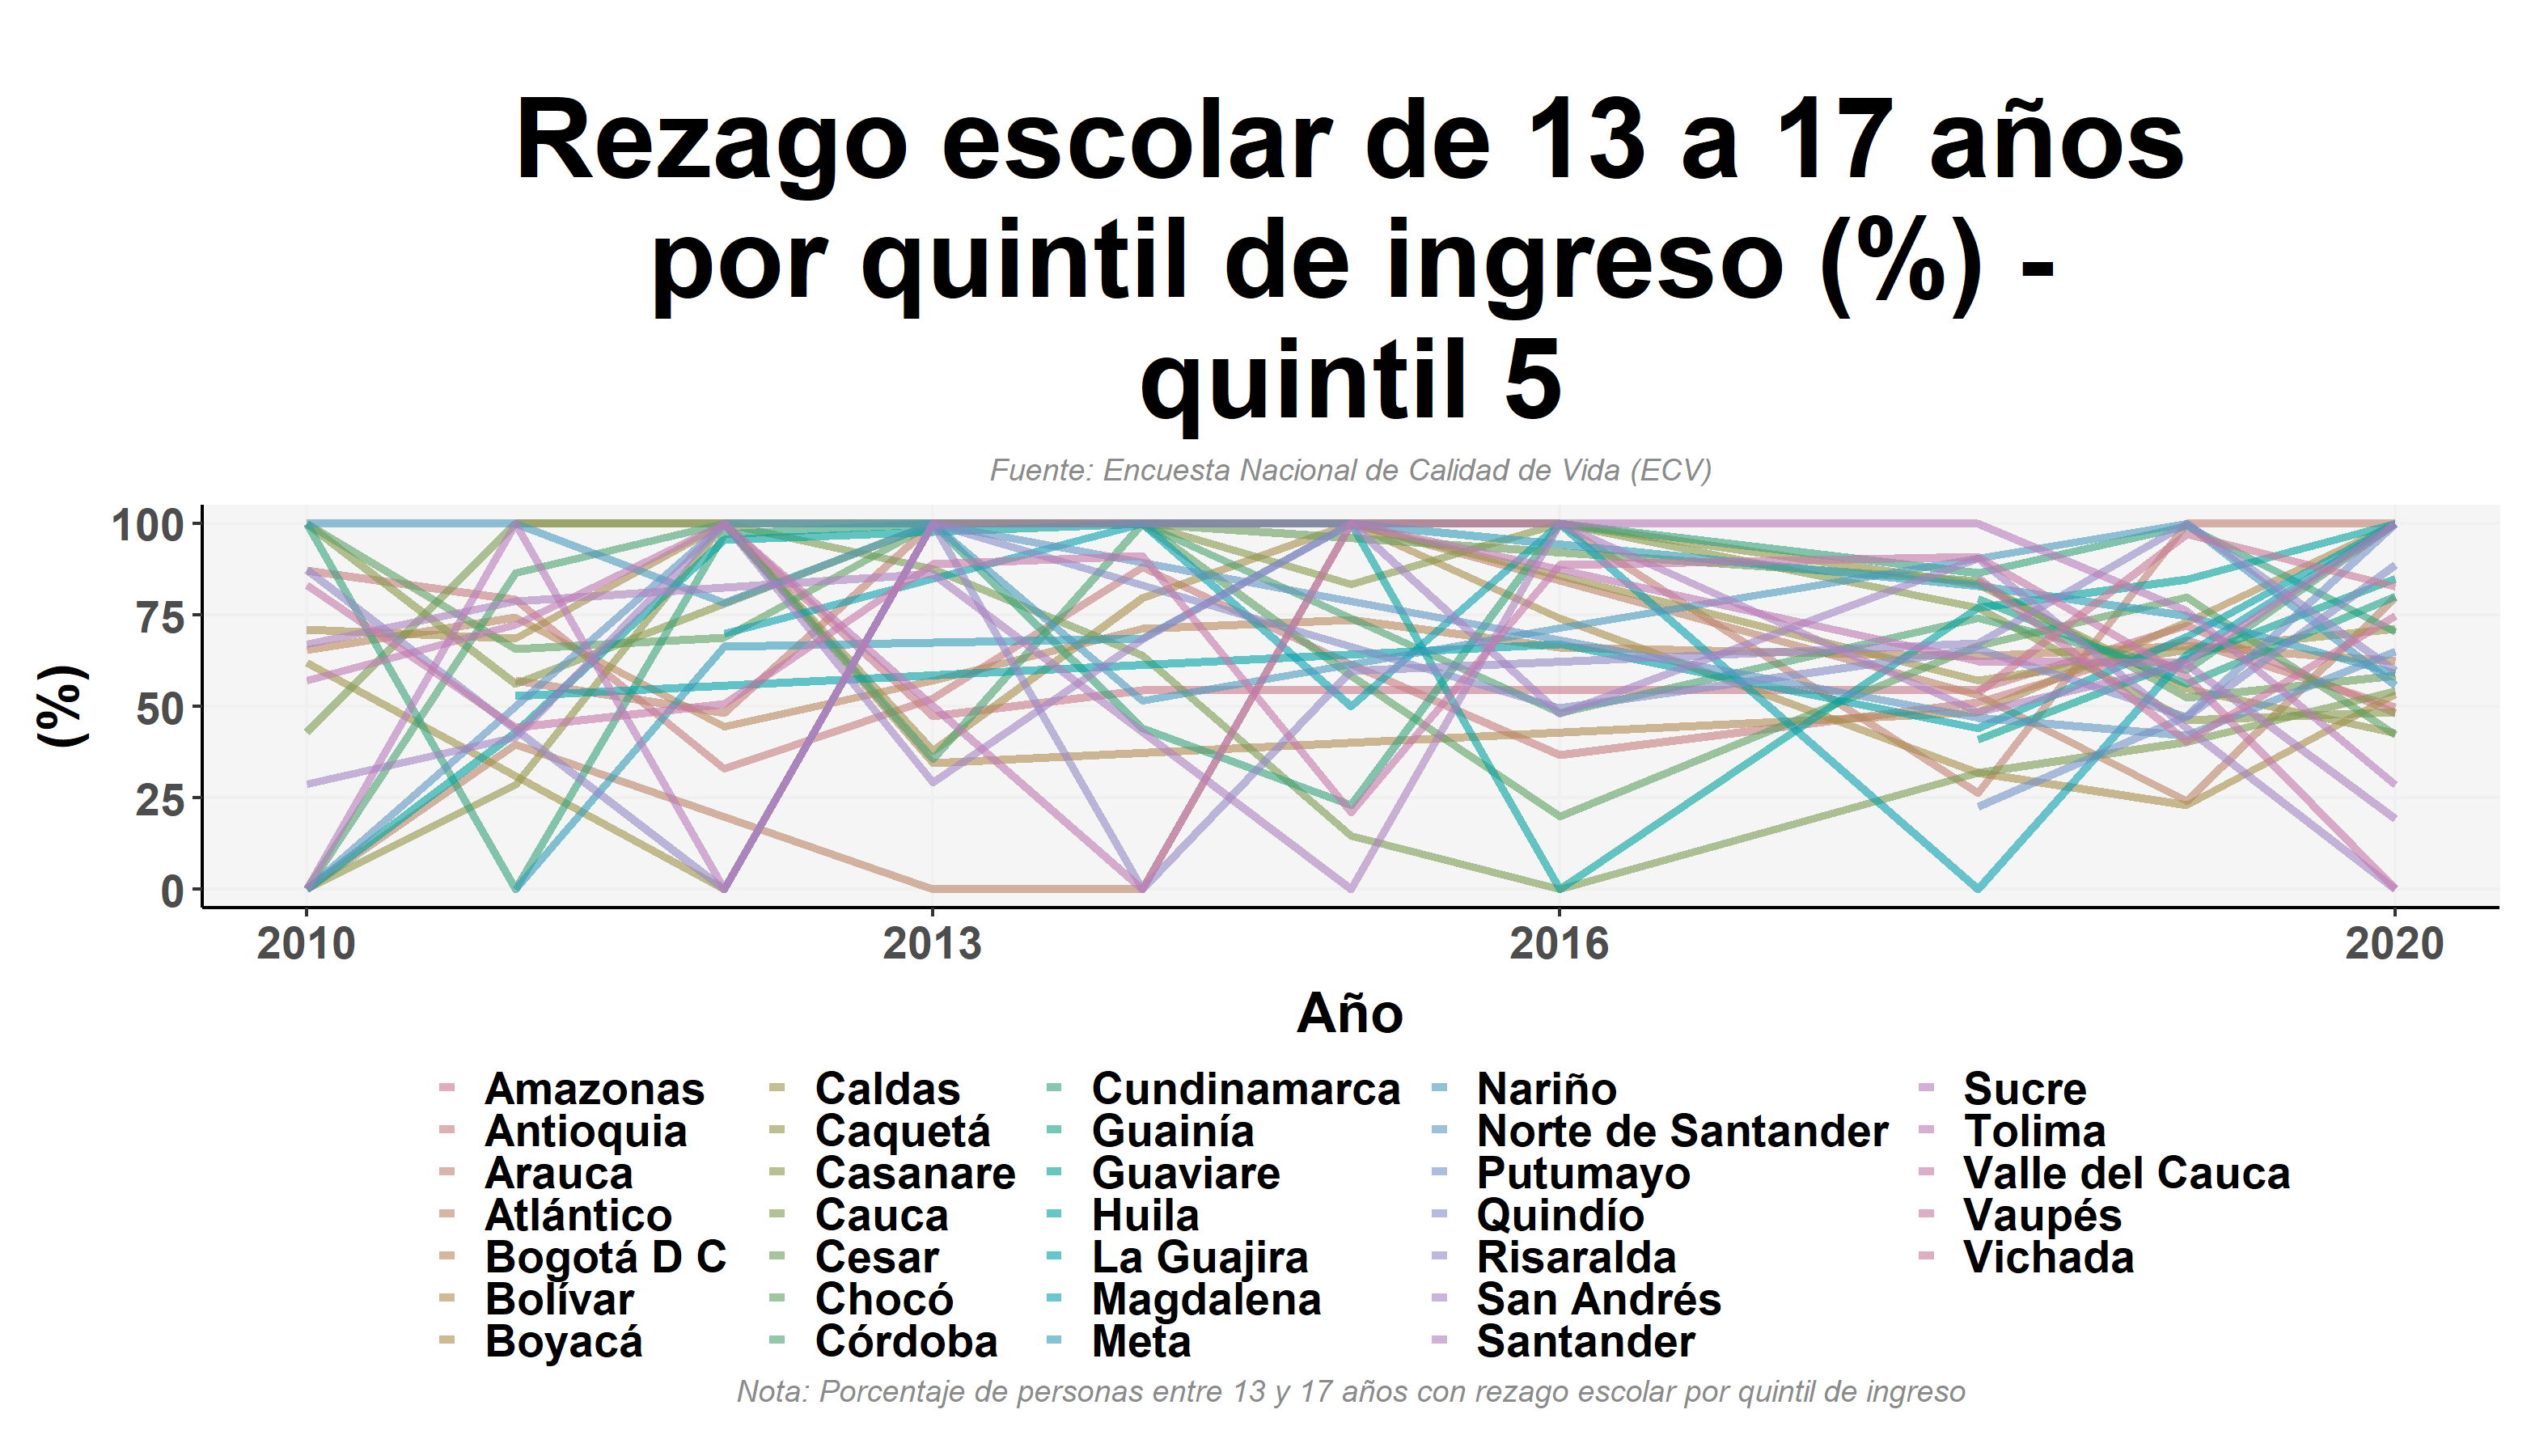 Rezago escolar de 13 a 17 años
por quintil de ingreso (%) -
quintil 5
Fuente: Encuesta Nacional de Calidad de Vida (ECV)
100
75
50
25
0
(%)
2010 2013 2016 2020
Año
Amazonas
Antioquia
Arauca
Atlántico
Bogotá D C
Bolívar
Boyacá
Caldas
Caquetá
Casanare
Cauca
Cesar
Chocó
Córdoba
Cundinamarca
Guainía
Guaviare
Huila
La Guajira
Magdalena
Meta
Nariño
Norte de Santander
Putumayo
Quindío
Risaralda
San Andrés
Santander
Sucre
Tolima
Valle del Cauca
Vaupés
Vichada
Nota: Porcentaje de personas entre 13 y 17 años con rezago escolar por quintil de ingreso